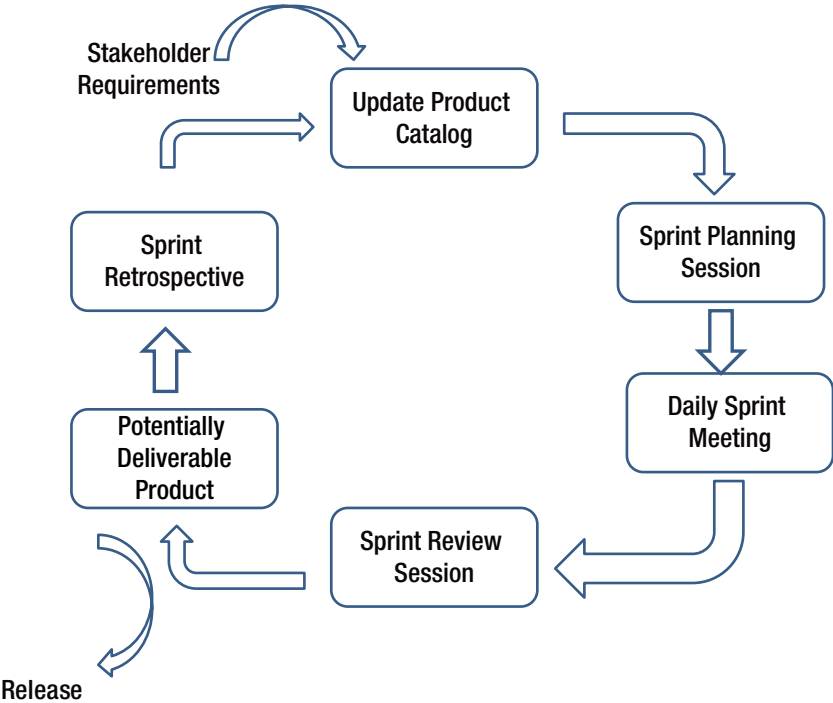 Stakeholder
Requirements
Update Product
Catalog
Sprint Planning
Session
Daily Sprint
Meeting
Sprint Review
Session
Potentially
Deliverable
Product
Sprint
Retrospective
Release